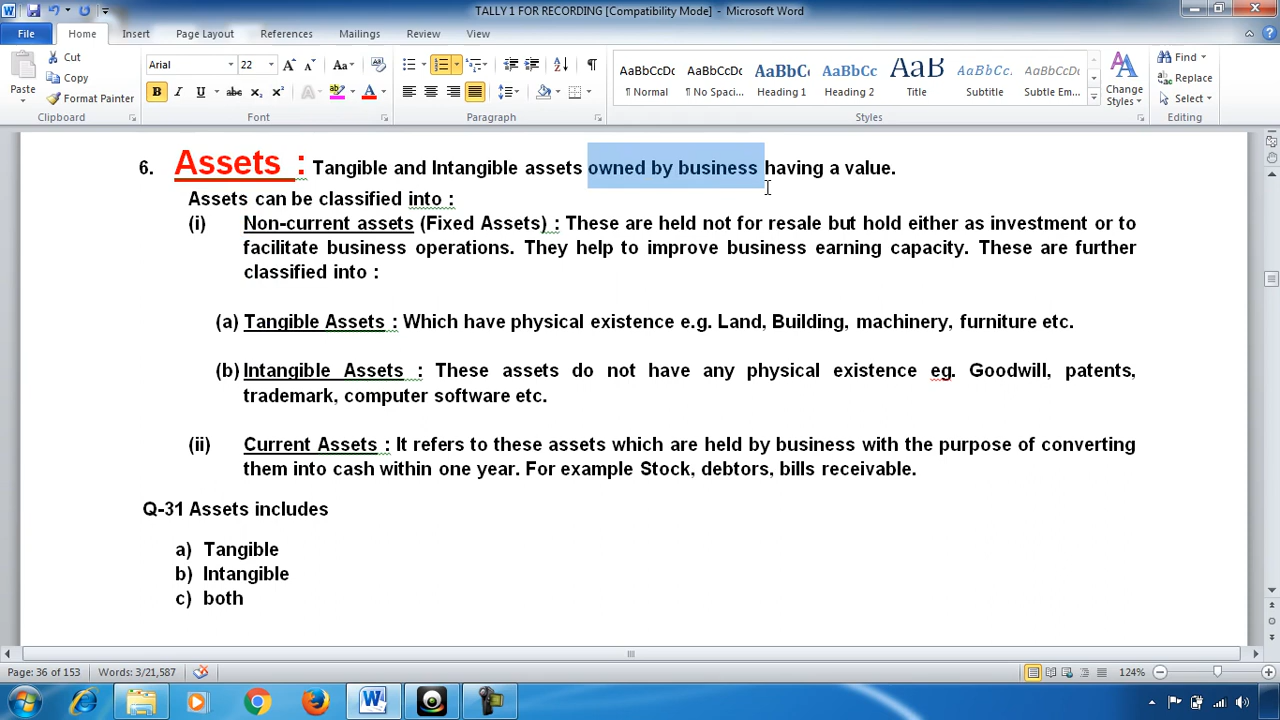 TALLY 1 FOR RECORDING [Compatibility Mode] - Microsoft Word
File Home Insert Page Layout References Mailings Review View
Paste
Cut
Copy
Format Painter
Clipboard
Arial 22
Font
Paragraph
AaBbCcDc AaBbCcDc AaBbCc AaBbCc AaB AaBbCcI AaBbCcDc
¶ Normal ¶ No Spaci... Heading 1 Heading 2 Title Subtitle Subtle Em...
Styles
Change Styles
Find
Replace
Select
Editing
6. Assets : Tangible and Intangible assets owned by business having a value.
Assets can be classified into :
(i) Non-current assets (Fixed Assets) : These are held not for resale but hold either as investment or to
facilitate business operations. They help to improve business earning capacity. These are further
classified into :
(a) Tangible Assets : Which have physical existence e.g. Land, Building, machinery, furniture etc.
(b) Intangible Assets : These assets do not have any physical existence eg. Goodwill, patents,
trademark, computer software etc.
(ii) Current Assets : It refers to these assets which are held by business with the purpose of converting
them into cash within one year. For example Stock, debtors, bills receivable.
Q-31 Assets includes
a) Tangible
b) Intangible
c) both
Page: 36 of 153 Words: 3/21,587 124%